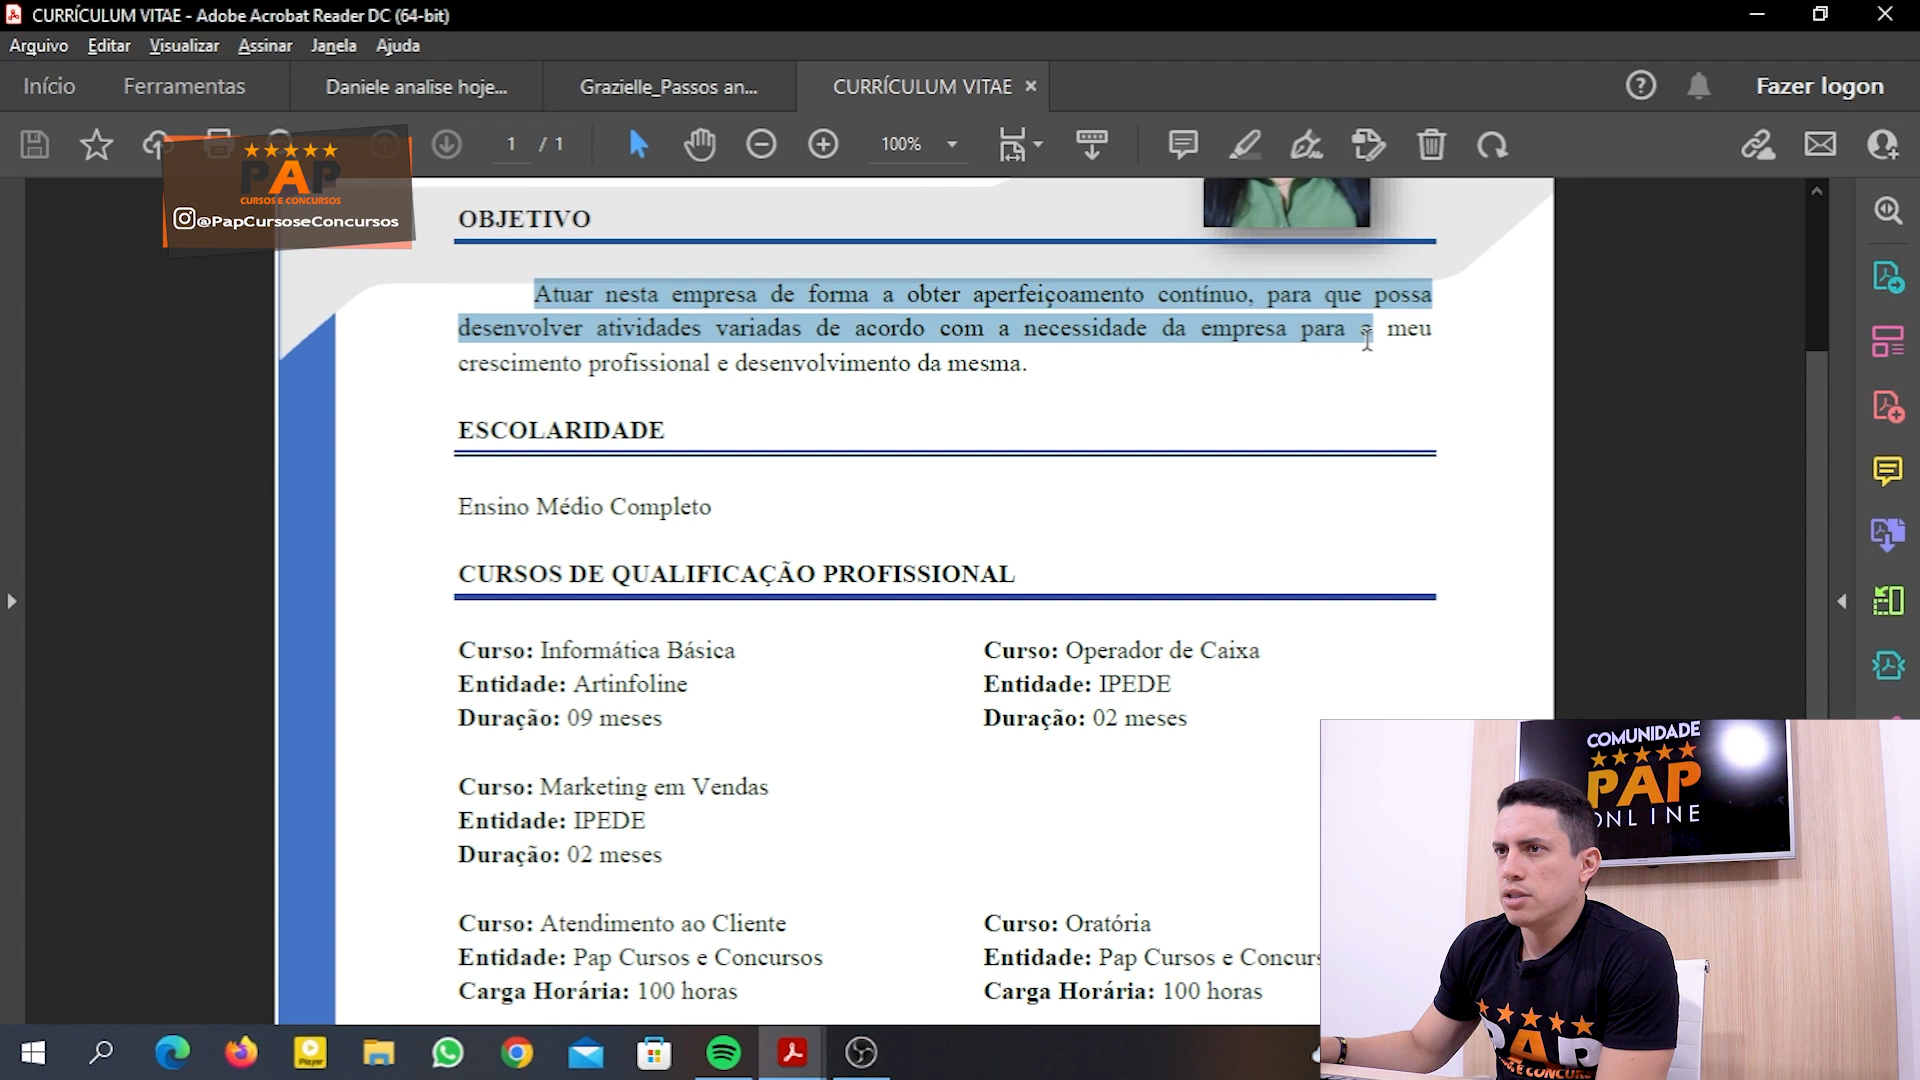 CURRÍCULUM VITAE - Adobe Acrobat Reader DC (64-bit)
Arquivo Editar Visualizar Assinar Janela Ajuda
Início Ferramentas Daniele analise hoje... Grazielle_Passos an... CURRÍCULUM VITAE × Fazer logon
1 / 1 100%
PAP
CURSOS E CONCURSOS
@PapCursoseConcursos
OBJETIVO
Atuar nesta empresa de forma a obter aperfeiçoamento contínuo, para que possa
desenvolver atividades variadas de acordo com a necessidade da empresa para o meu
crescimento profissional e desenvolvimento da mesma.
ESCOLARIDADE
Ensino Médio Completo
CURSOS DE QUALIFICAÇÃO PROFISSIONAL
Curso: Informática Básica
Entidade: Artinfoline
Duração: 09 meses
Curso: Operador de Caixa
Entidade: IPEDE
Duração: 02 meses
Curso: Marketing em Vendas
Entidade: IPEDE
Duração: 02 meses
Curso: Atendimento ao Cliente
Entidade: Pap Cursos e Concursos
Carga Horária: 100 horas
Curso: Oratória
Entidade: Pap Cursos e Concurs
Carga Horária: 100 horas
COMUNIDADE
PAP
ONLINE
PAP
Player